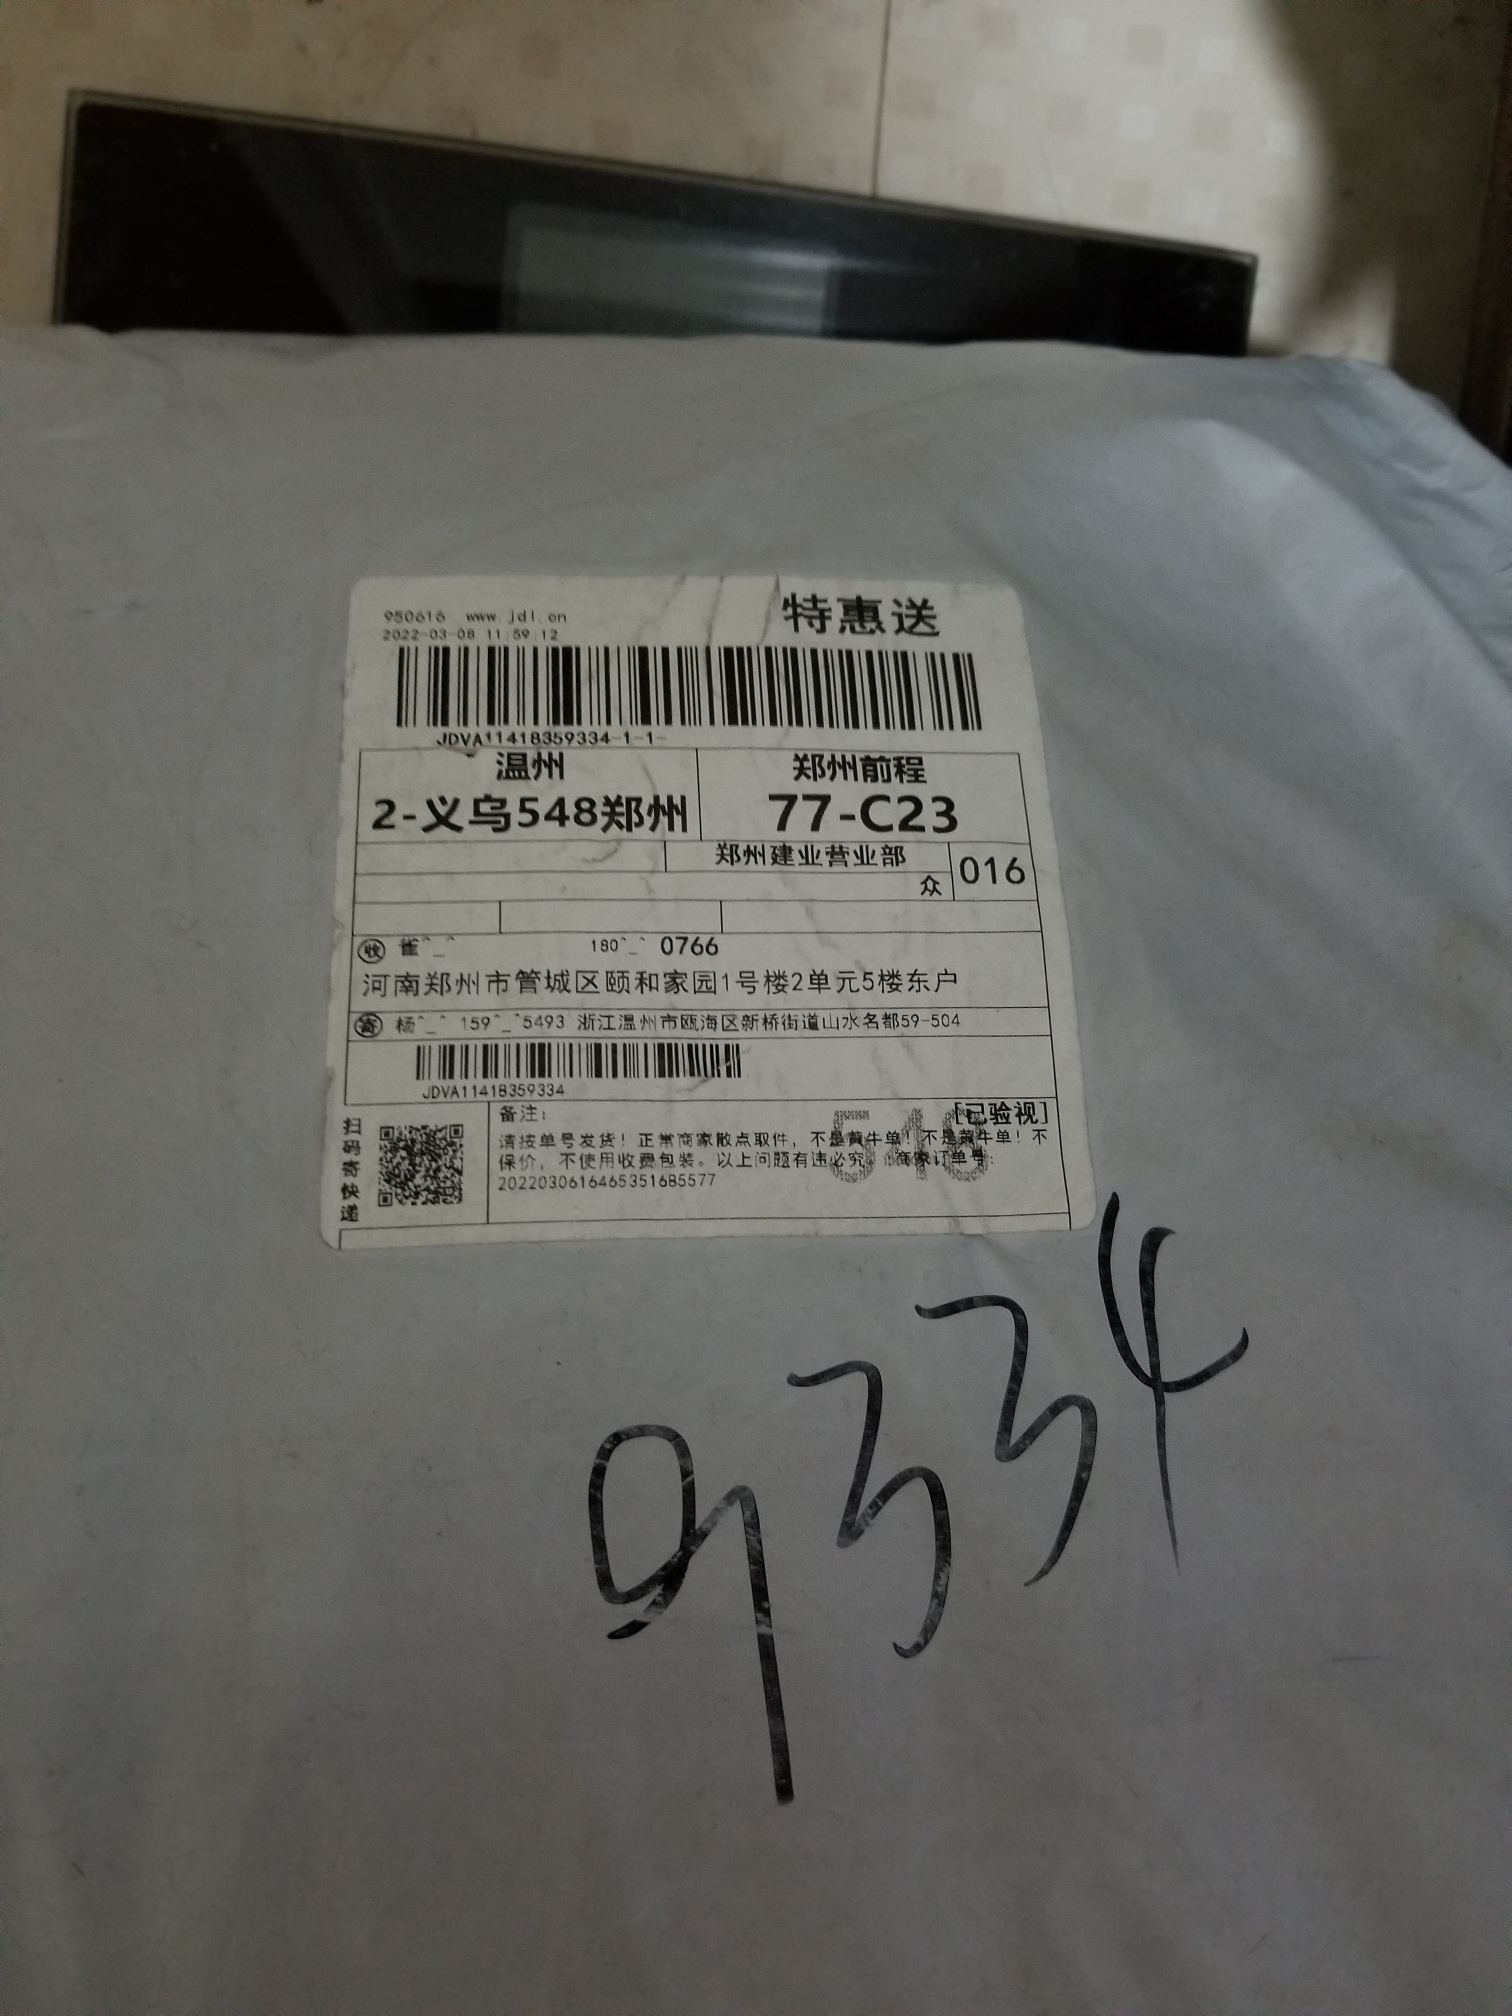 950616 www.jdl.cn
特惠送
2022-03-08 11:59:12
JDVA11418359334-1-1-
温州
郑州前程
2-义乌548郑州
77-C23
郑州建业营业部
众
016
收 崔^_^ 180^_^ 0766
河南郑州市管城区颐和家园1号楼2单元5楼东户
寄 杨^_^ 159^_^5493 浙江温州市瓯海区新桥街道山水名都59-504
JDVA11418359334
扫码寄快递
备注:
[已验视]
548
请按单号发货！正常商家散点取件，不是黄牛单！不是黄牛单！不
保价，不使用收费包装。以上问题有违必究 商家订单号:
2022030616465351685577
9334